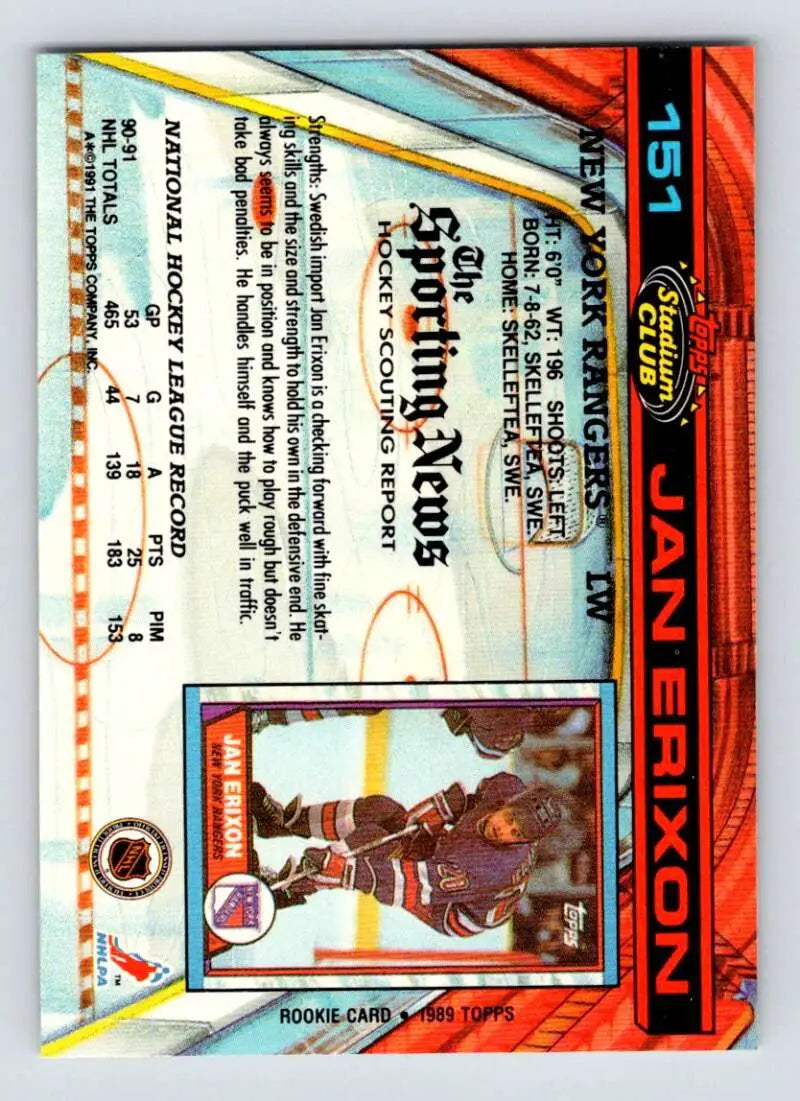 151
Topps
Stadium
CLUB
JAN ERIXON
NEW YORK RANGERS® LW
HT: 6'0" WT: 196 SHOOTS: LEFT
BORN: 7-8-62, SKELLEFTEA, SWE.
HOME: SKELLEFTEA, SWE.
The
Sporting News
HOCKEY SCOUTING REPORT
Strengths: Swedish import Jan Erixon is a checking forward with fine skat-
ing skills and the size and strength to hold his own in the defensive end. He
always seems to be in position and knows how to play rough but doesn't
take bad penalties. He handles himself and the puck well in traffic.
NATIONAL HOCKEY LEAGUE RECORD
GP G A PTS PIM
90-91 53 7 18 25 8
NHL TOTALS 465 44 139 183 153
A*©1991 THE TOPPS COMPANY, INC.
topps
20
JAN ERIXON
NEW YORK RANGERS
ROOKIE CARD • 1989 TOPPS
NHL
NHLPA
TM